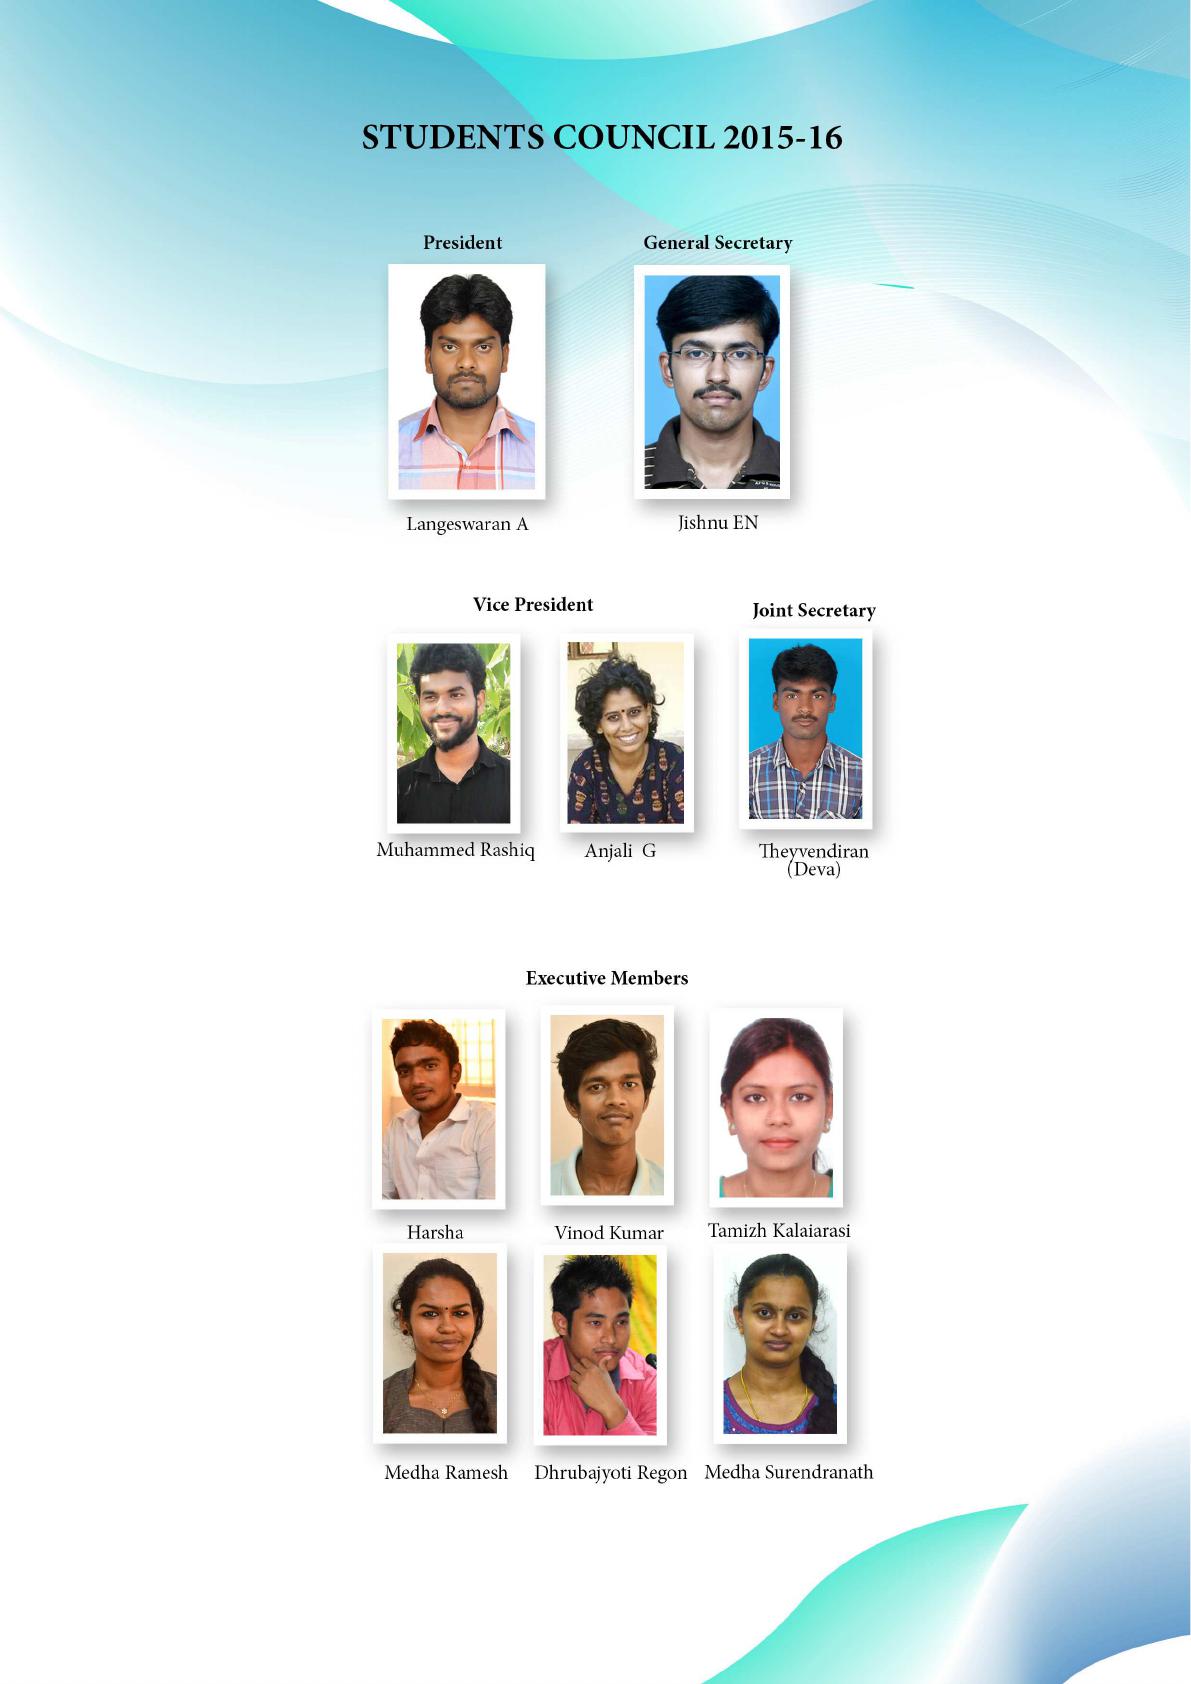 STUDENTS COUNCIL 2015-16
President
General Secretary
Langeswaran A
Jishnu EN
Vice President
Joint Secretary
Muhammed Rashiq
Anjali G
Theyvendiran
(Deva)
Executive Members
Harsha
Vinod Kumar
Tamizh Kalaiarasi
Medha Ramesh
Dhrubajyoti Regon
Medha Surendranath